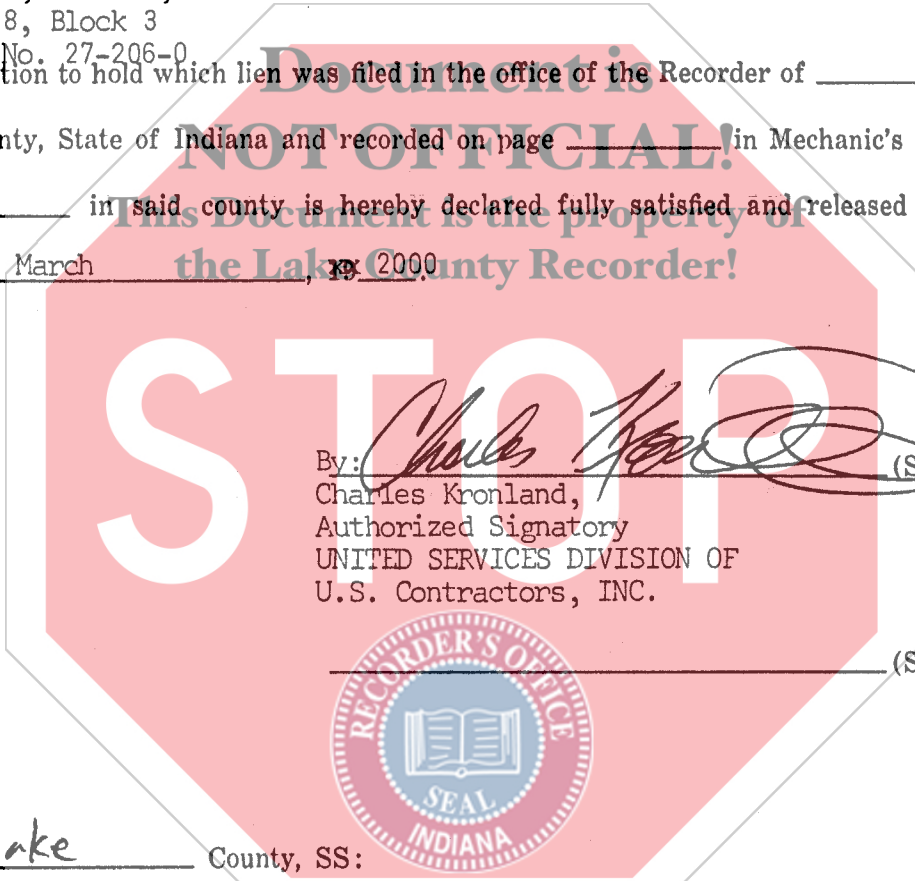 8, Block 3
No. 27-206-0
tion to hold which lien was filed in the office of the Recorder of
nty, State of Indiana and recorded on page in Mechanic's
in said county is hereby declared fully satisfied and released
March , 19 2000
Document is
NOT OFFICIAL!
This Document is the property of
the Lake County Recorder!
STOP
By: Charles (S
Charles Kronland,
Authorized Signatory
UNITED SERVICES DIVISION OF
U.S. Contractors, INC.
(S
RECORDER'S OFFICE
SEAL
INDIANA
ake County, SS: